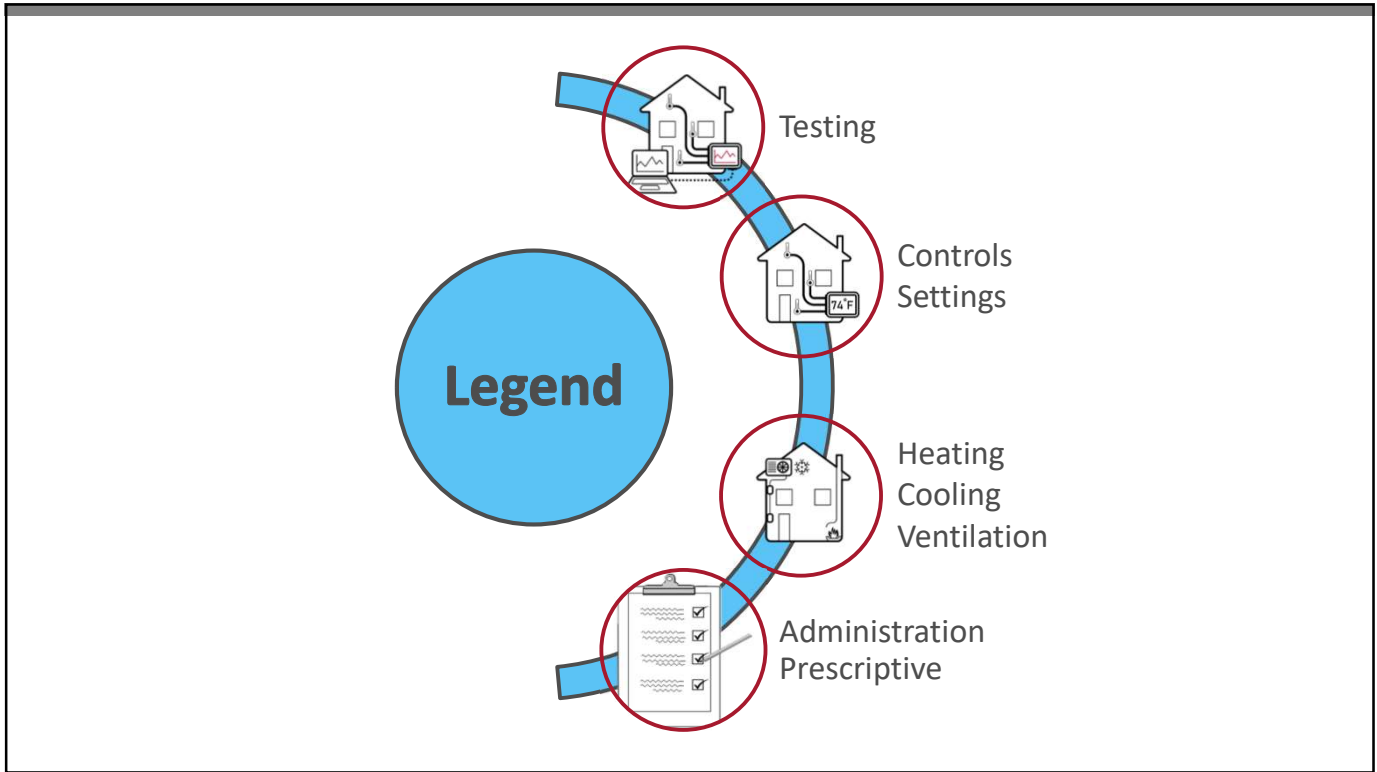 Testing
Controls
Settings
74°F
Legend
Heating
Cooling
Ventilation
Administration
Prescriptive